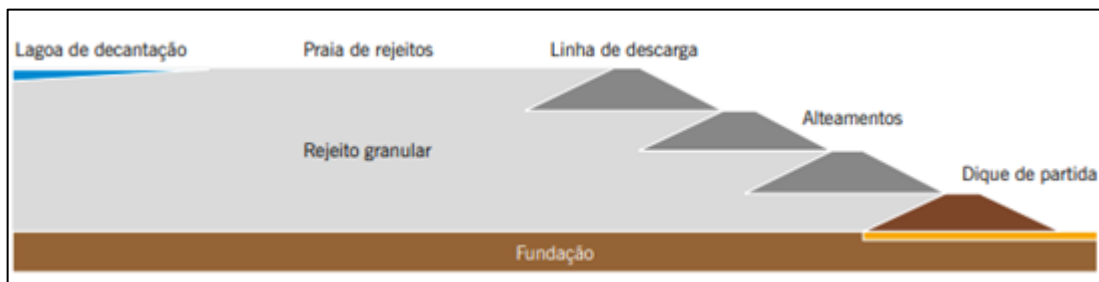 Lagoa de decantação
Praia de rejeitos
Linha de descarga
Alteamentos
Rejeito granular
Dique de partida
Fundação